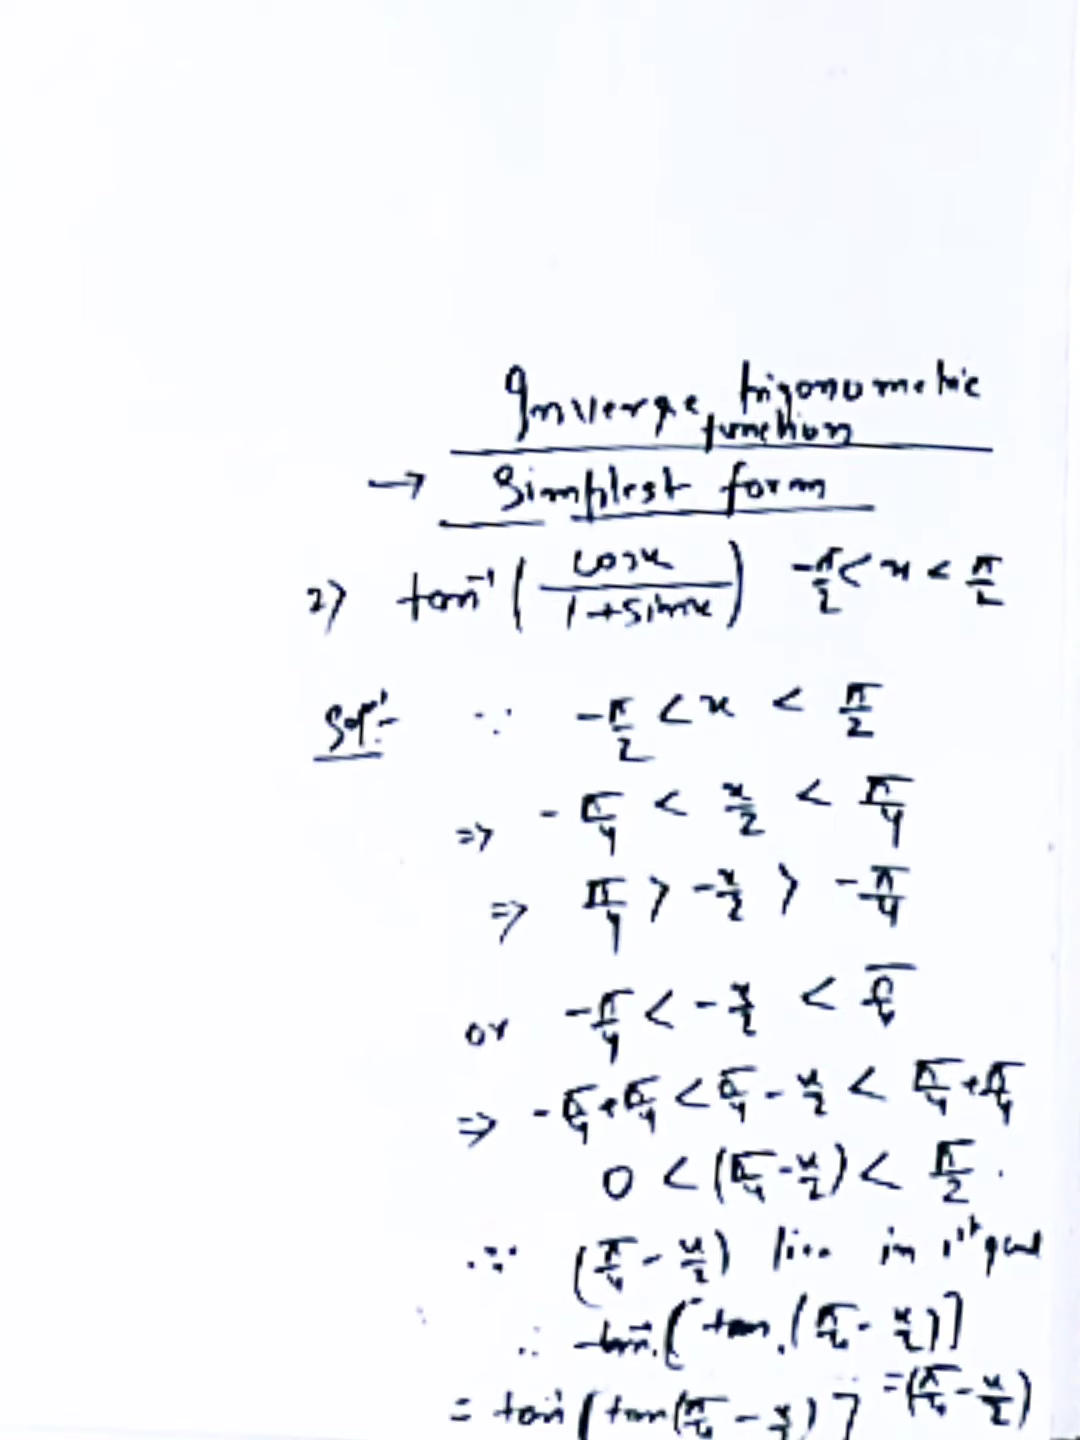 Inverse trigonometric function
→ Simplest form
2) tan⁻¹ ( cosx / 1+sinx ) -π/2 < x < π/2
Solⁿ:- ∵ -π/2 < x < π/2
=> -π/4 < x/2 < π/4
=> π/4 > -x/2 > -π/4
or -π/4 < -x/2 < π/4
=> -π/4 + π/4 < π/4 - x/2 < π/4 + π/4
0 < (π/4 - x/2) < π/2 .
∵ (π/4 - x/2) lies in 1st quad
∴ tan⁻¹ [ tan (π/4 - x/2) ]
= tan⁻¹ [ tan (π/4 - x/2) ] = (π/4 - x/2)